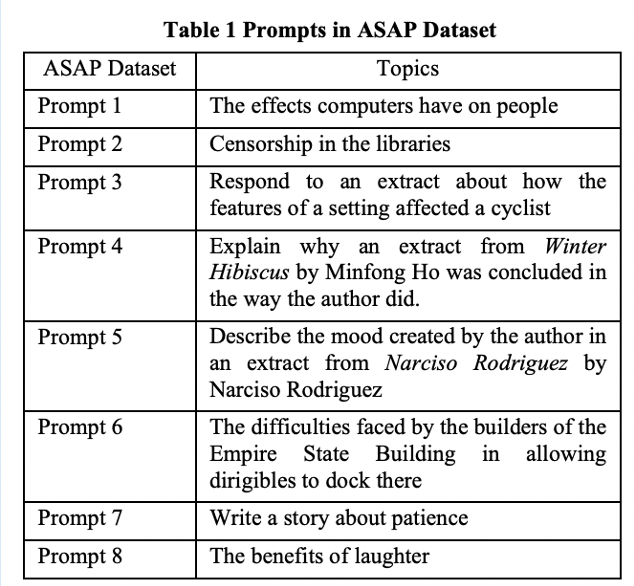 Table 1 Prompts in ASAP Dataset
ASAP Dataset Topics
Prompt 1 The effects computers have on people
Prompt 2 Censorship in the libraries
Prompt 3 Respond to an extract about how the
features of a setting affected a cyclist
Prompt 4 Explain why an extract from Winter
Hibiscus by Minfong Ho was concluded in
the way the author did.
Prompt 5 Describe the mood created by the author in
an extract from Narciso Rodriguez by
Narciso Rodriguez
Prompt 6 The difficulties faced by the builders of the
Empire State Building in allowing
dirigibles to dock there
Prompt 7 Write a story about patience
Prompt 8 The benefits of laughter